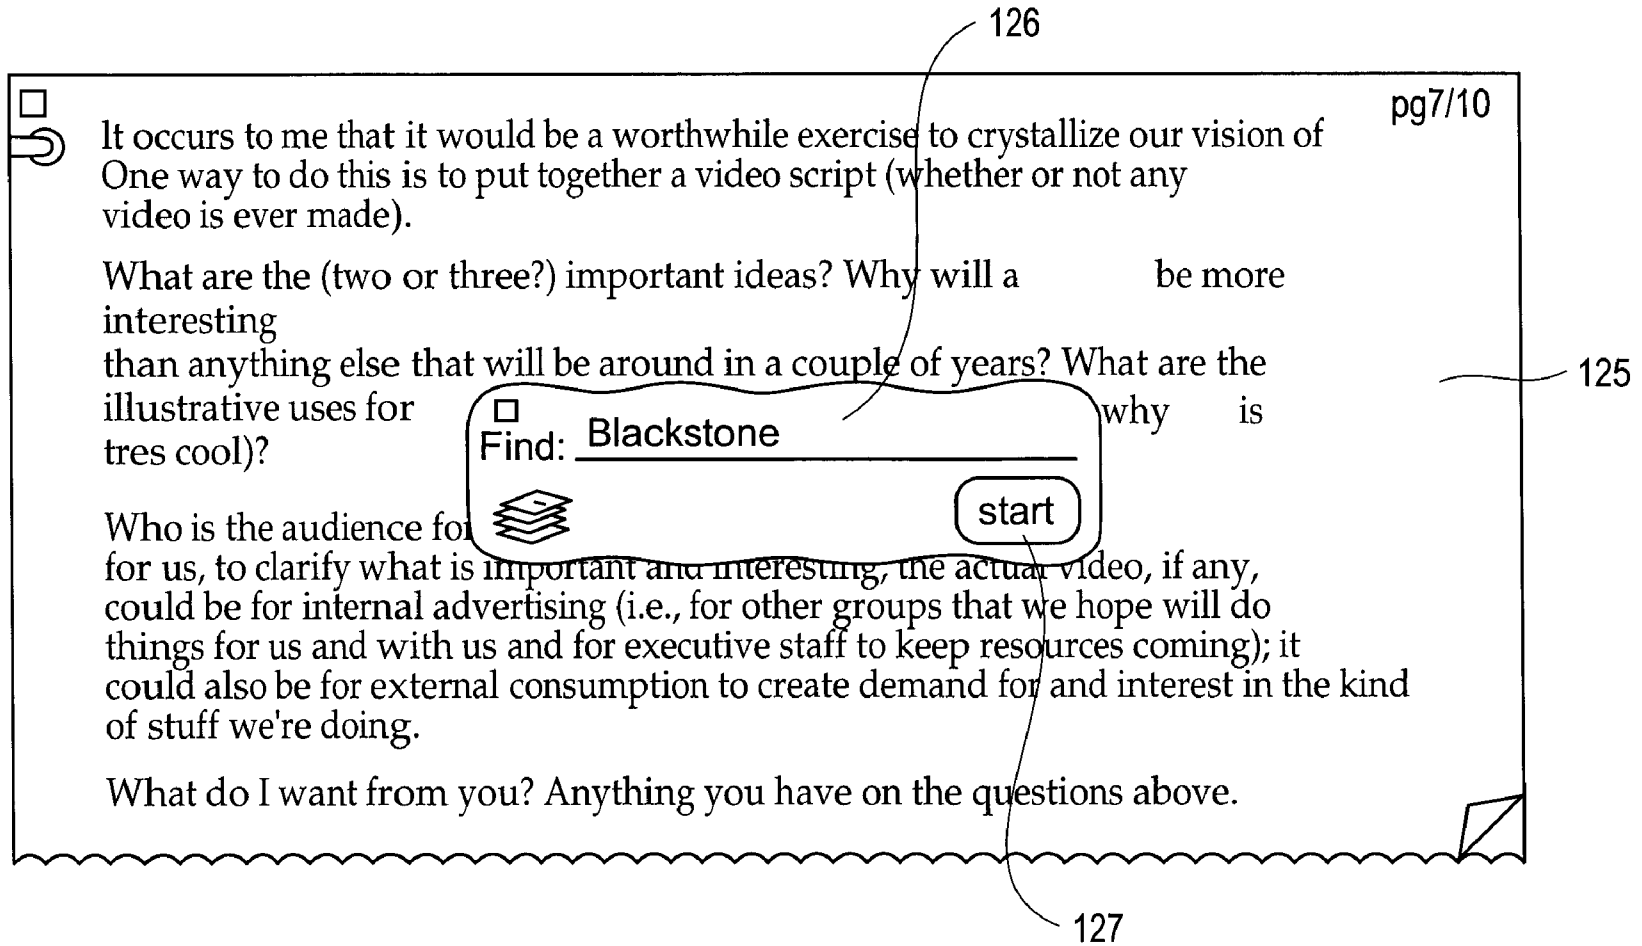 126
pg7/10
It occurs to me that it would be a worthwhile exercise to crystallize our vision of
One way to do this is to put together a video script (whether or not any
video is ever made).
What are the (two or three?) important ideas? Why will a be more
interesting
than anything else that will be around in a couple of years? What are the
125
illustrative uses for why is
tres cool)?
Find: Blackstone
start
Who is the audience for
for us, to clarify what is important and interesting, the actual video, if any,
could be for internal advertising (i.e., for other groups that we hope will do
things for us and with us and for executive staff to keep resources coming); it
could also be for external consumption to create demand for and interest in the kind
of stuff we're doing.
What do I want from you? Anything you have on the questions above.
127